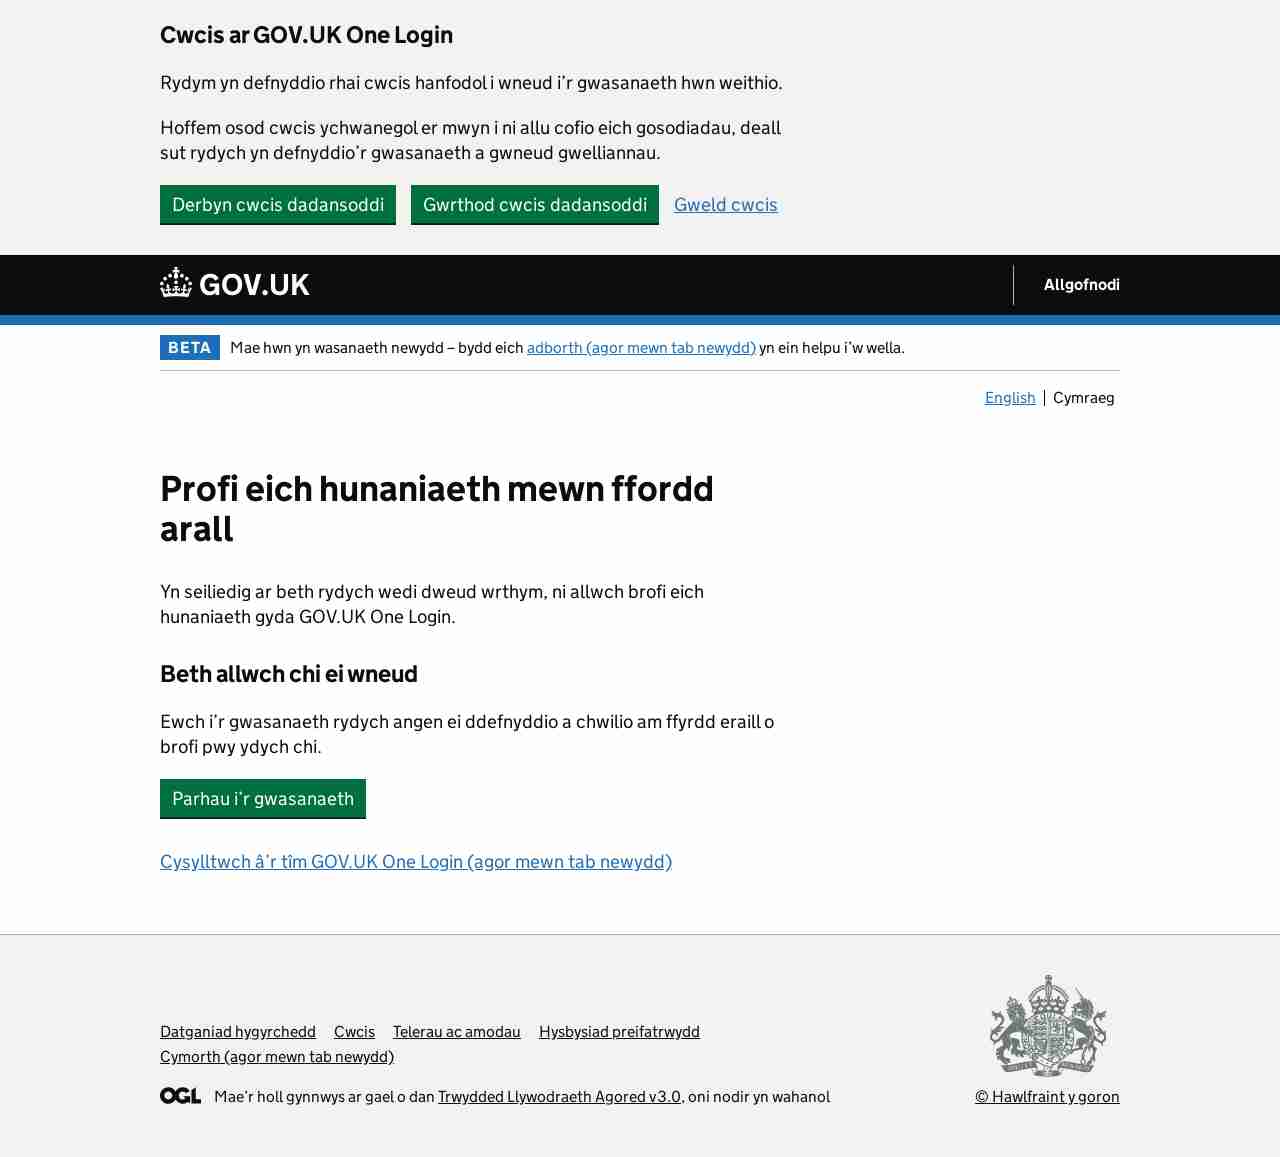 Cwcis ar GOV.UK One Login
Rydym yn defnyddio rhai cwcis hanfodol i wneud i’r gwasanaeth hwn weithio.
Hoffem osod cwcis ychwanegol er mwyn i ni allu cofio eich gosodiadau, deall
sut rydych yn defnyddio’r gwasanaeth a gwneud gwelliannau.
Derbyn cwcis dadansoddi Gwrthod cwcis dadansoddi Gweld cwcis
GOV.UK Allgofnodi
BETA Mae hwn yn wasanaeth newydd – bydd eich adborth (agor mewn tab newydd) yn ein helpu i’w wella.
English Cymraeg
Profi eich hunaniaeth mewn ffordd
arall
Yn seiliedig ar beth rydych wedi dweud wrthym, ni allwch brofi eich
hunaniaeth gyda GOV.UK One Login.
Beth allwch chi ei wneud
Ewch i’r gwasanaeth rydych angen ei ddefnyddio a chwilio am ffyrdd eraill o
brofi pwy ydych chi.
Parhau i’r gwasanaeth
Cysylltwch â’r tîm GOV.UK One Login (agor mewn tab newydd)
Datganiad hygyrchedd Cwcis Telerau ac amodau Hysbysiad preifatrwydd
Cymorth (agor mewn tab newydd)
OGL Mae’r holl gynnwys ar gael o dan Trwydded Llywodraeth Agored v3.0, oni nodir yn wahanol
© Hawlfraint y goron